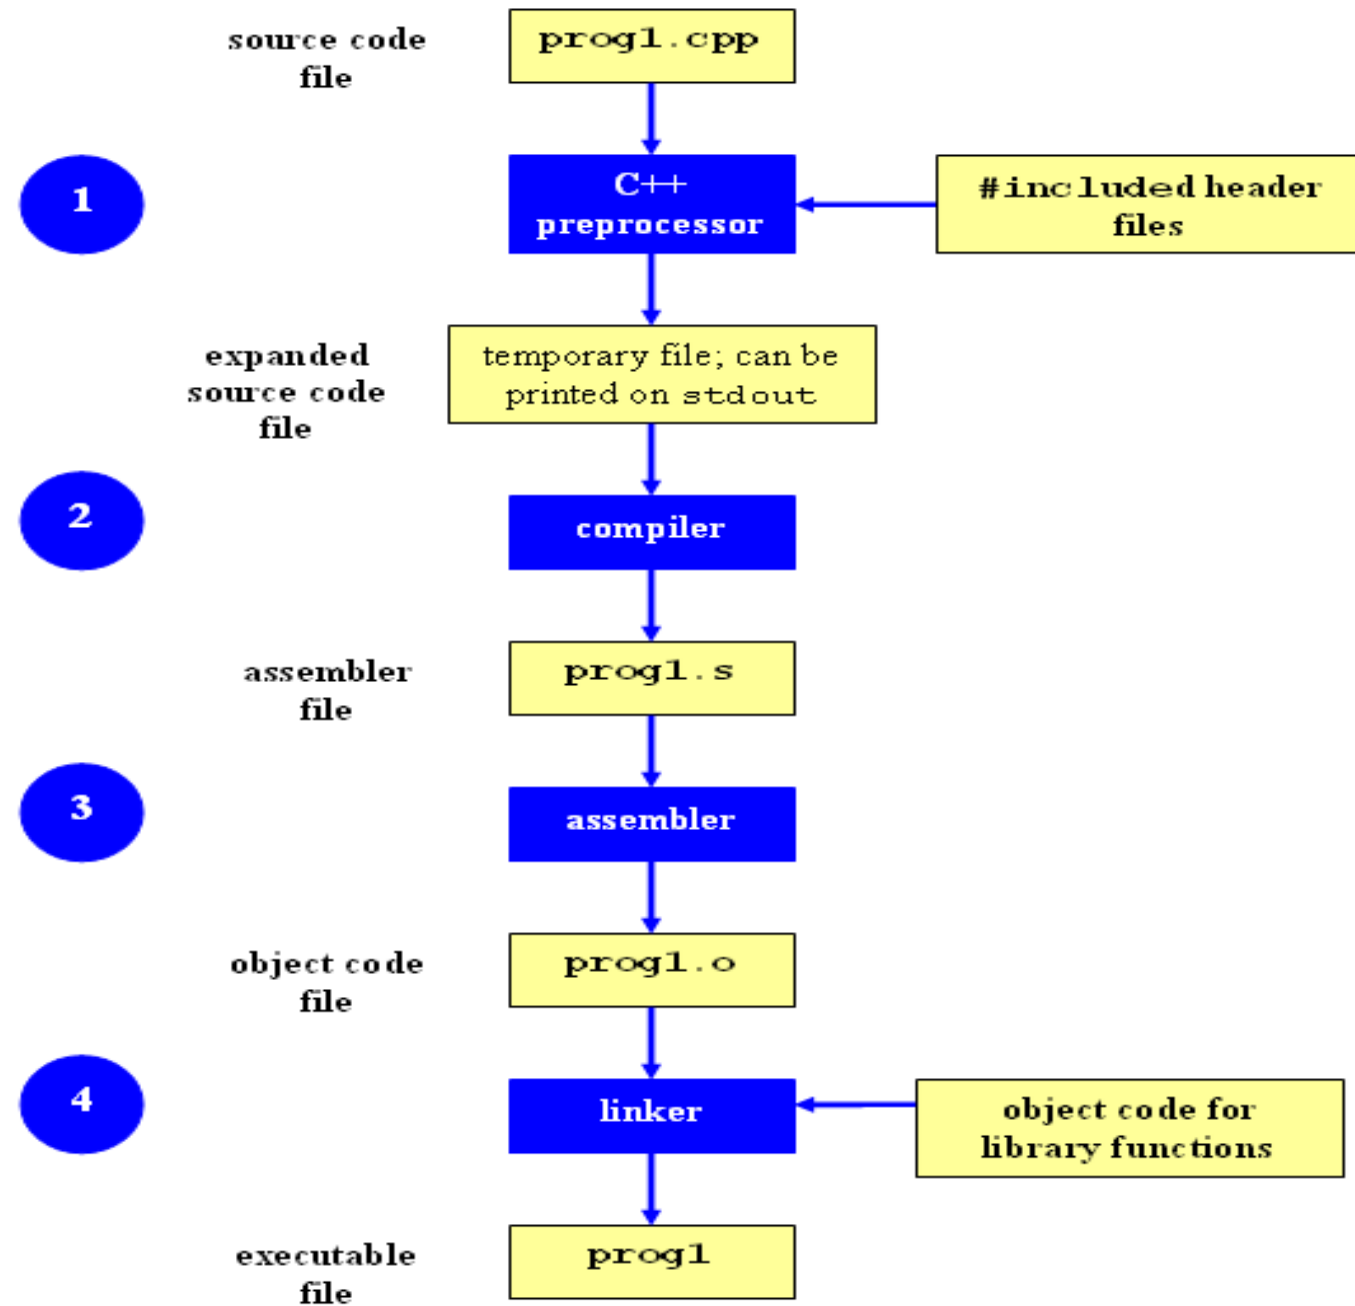 source code
file
prog1.cpp
1
C++
preprocessor
#included header
files
expanded
source code
file
temporary file; can be
printed on stdout
2
compiler
assembler
file
prog1.s
3
assembler
object code
file
prog1.o
4
linker
object code for
library functions
executable
file
prog1